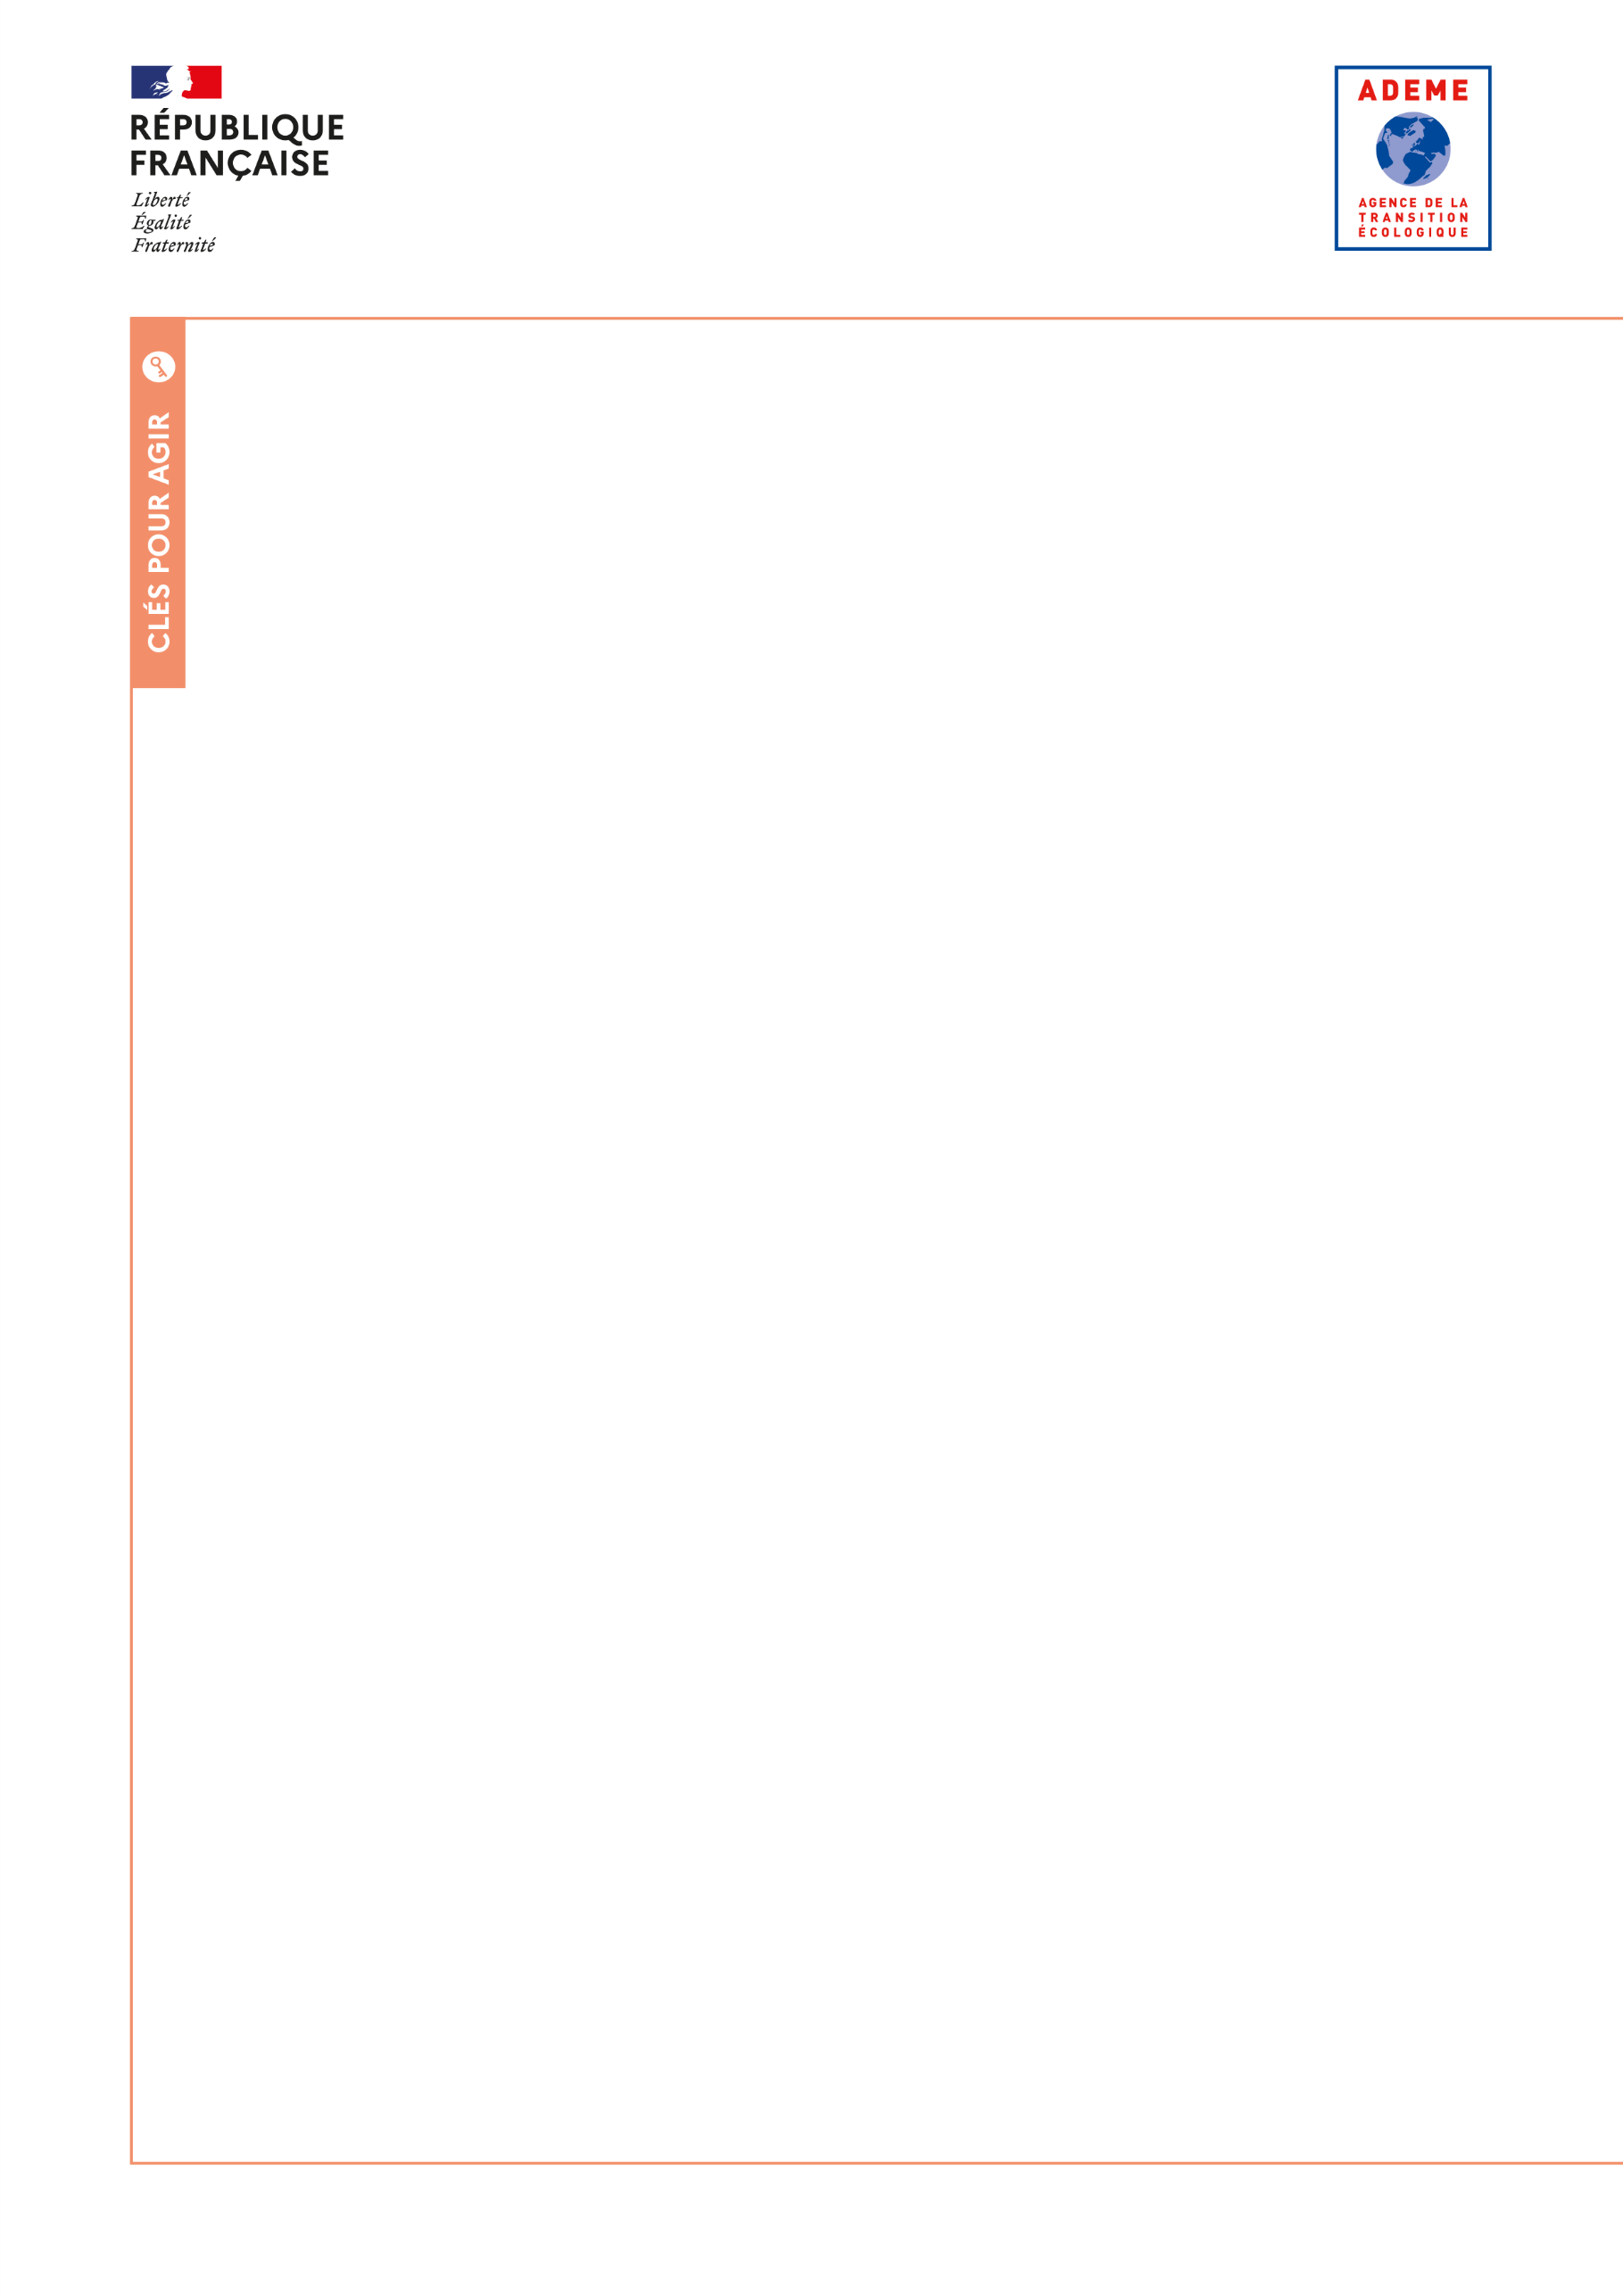 RÉPUBLIQUE
FRANÇAISE
Liberté
Égalité
Fraternité
ADEME
AGENCE DE LA
TRANSITION
ÉCOLOGIQUE
CLÉS POUR AGIR